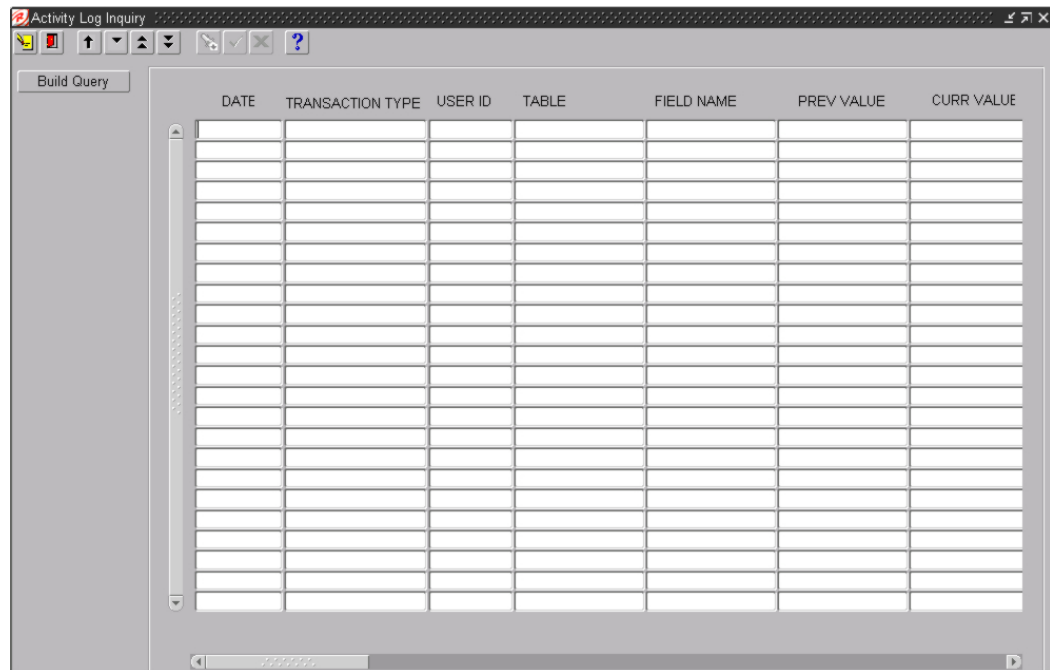 Activity Log Inquiry
?
Build Query
DATE TRANSACTION TYPE USER ID TABLE FIELD NAME PREV VALUE CURR VALUE